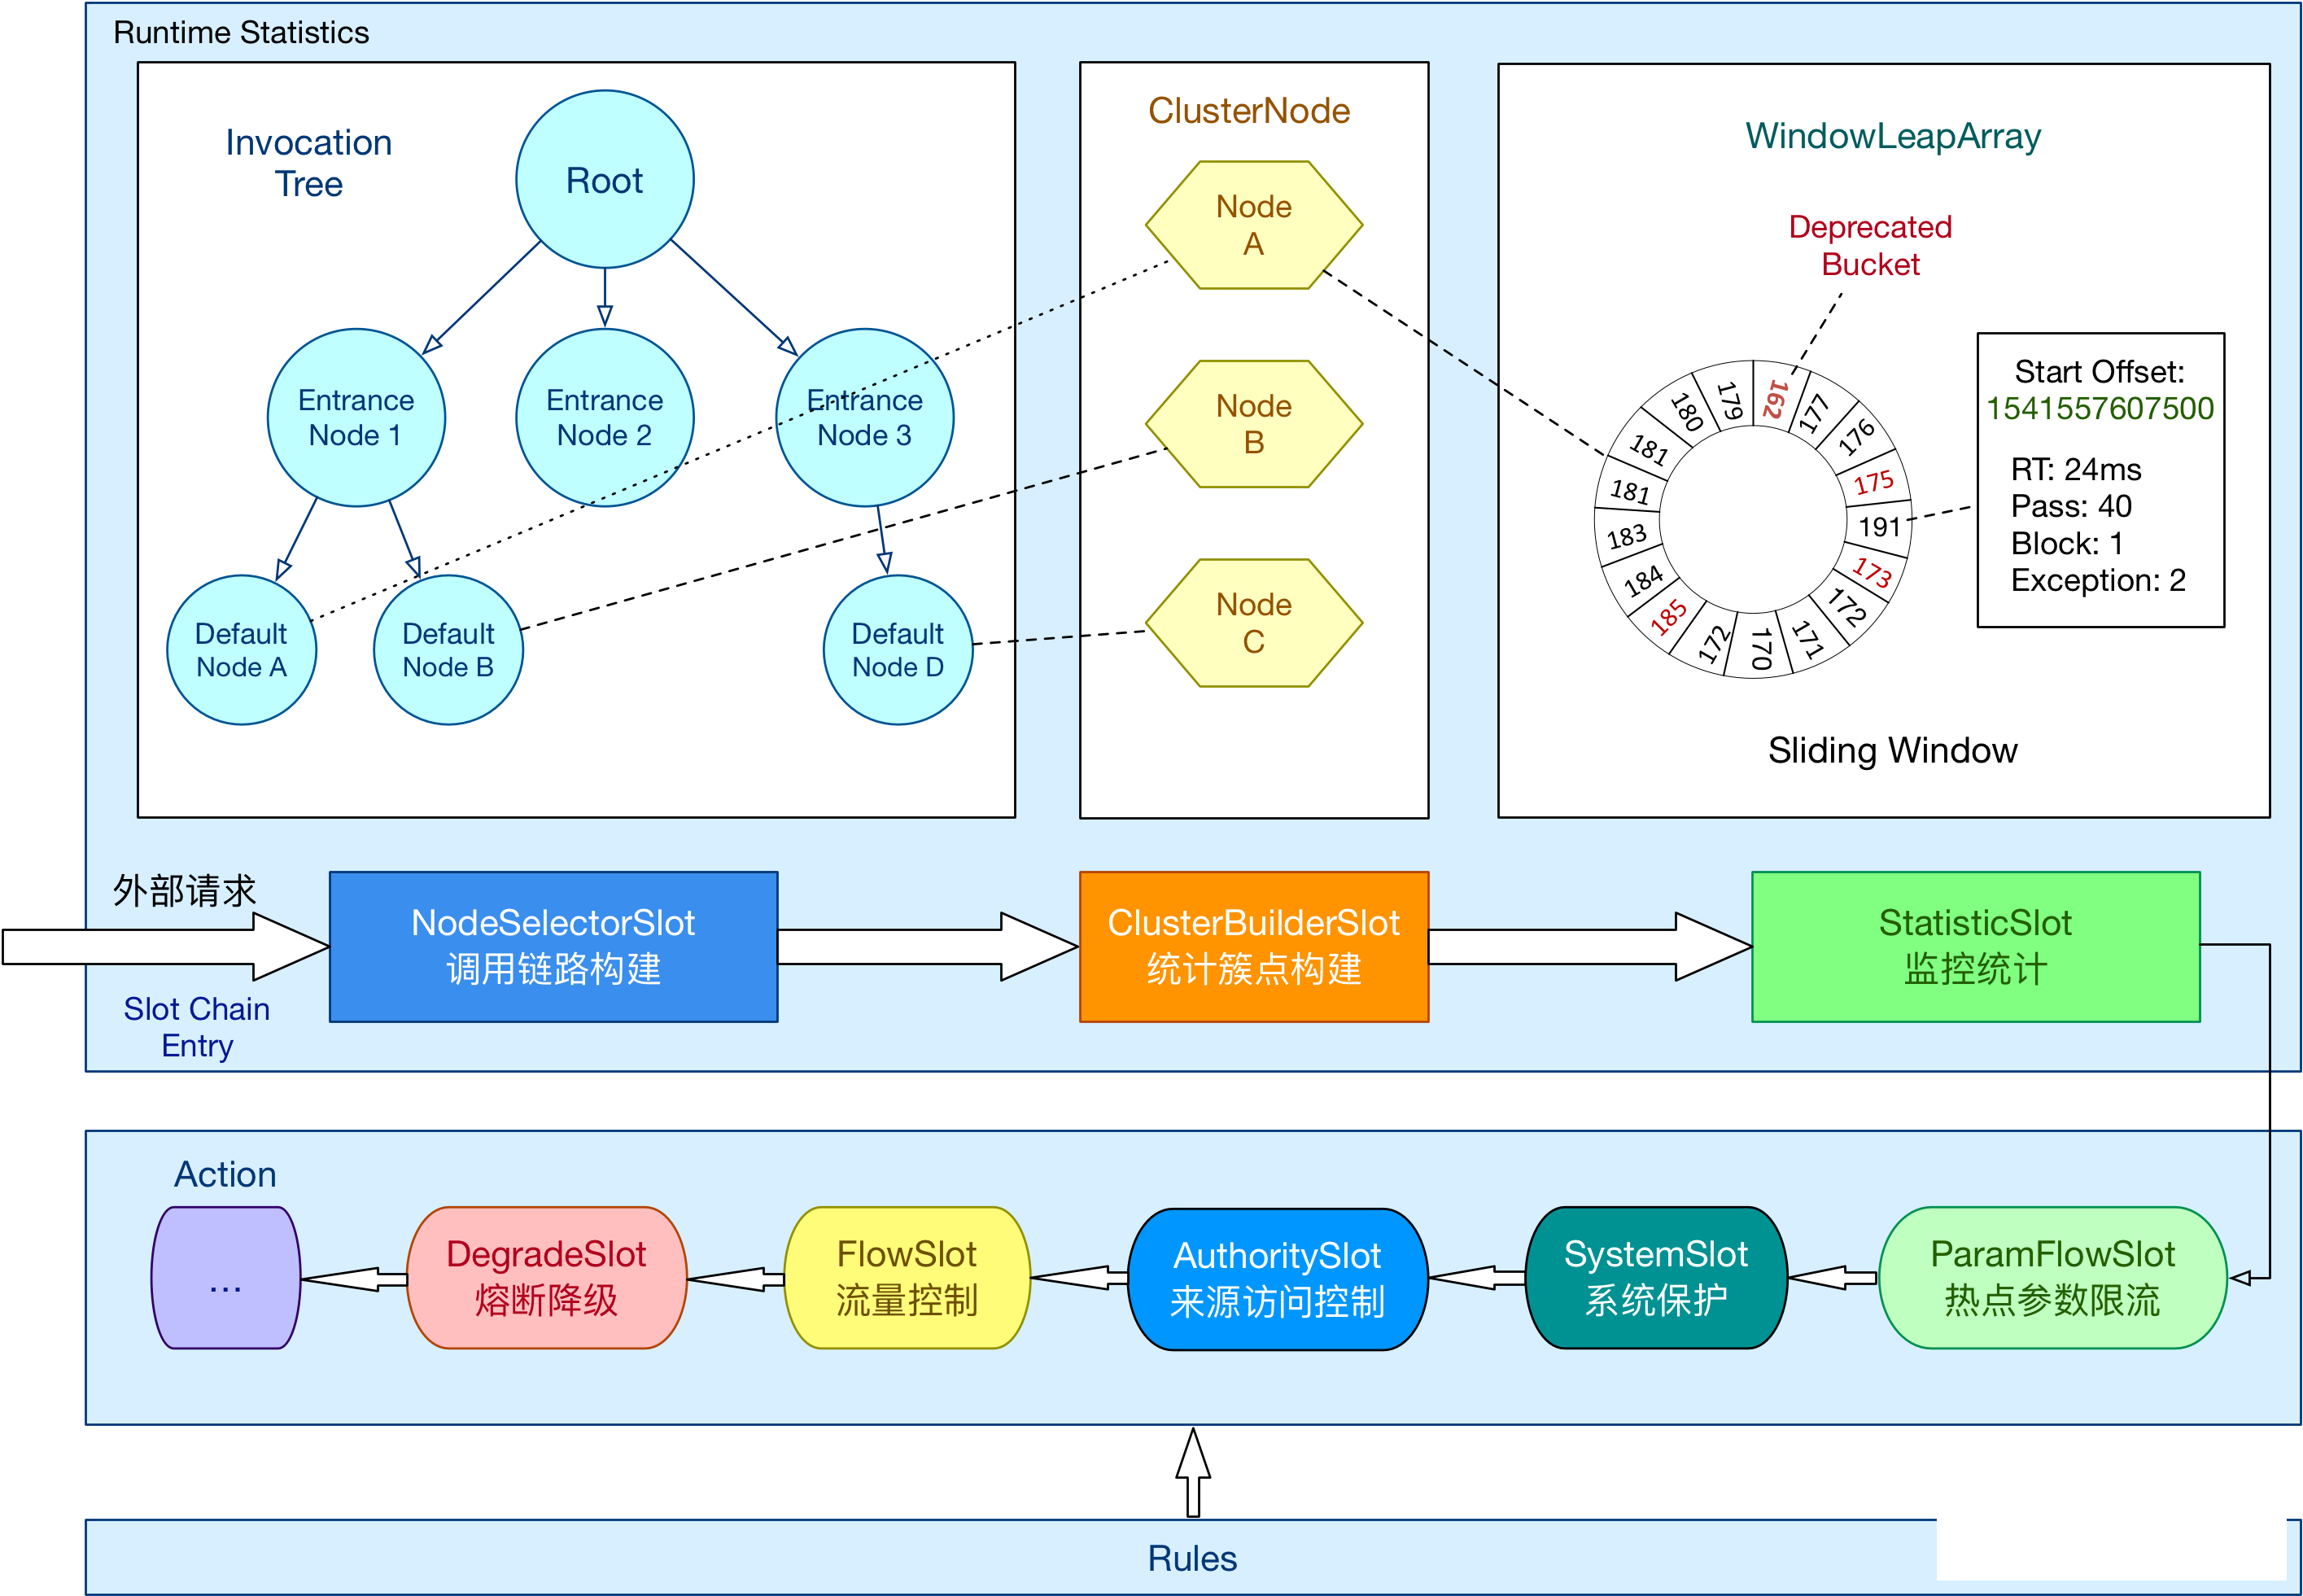 Runtime Statistics
Invocation
Tree
Root
Entrance
Node 1
Entrance
Node 2
Entrance
Node 3
Default
Node A
Default
Node B
Default
Node D
ClusterNode
Node
A
Node
B
Node
C
WindowLeapArray
Deprecated
Bucket
162
177
176
175
191
173
172
171
170
172
185
184
183
181
181
180
179
Start Offset:
1541557607500
RT: 24ms
Pass: 40
Block: 1
Exception: 2
Sliding Window
外部请求
Slot Chain
Entry
NodeSelectorSlot
调用链路构建
ClusterBuilderSlot
统计簇点构建
StatisticSlot
监控统计
Action
...
DegradeSlot
熔断降级
FlowSlot
流量控制
AuthoritySlot
来源访问控制
SystemSlot
系统保护
ParamFlowSlot
热点参数限流
Rules